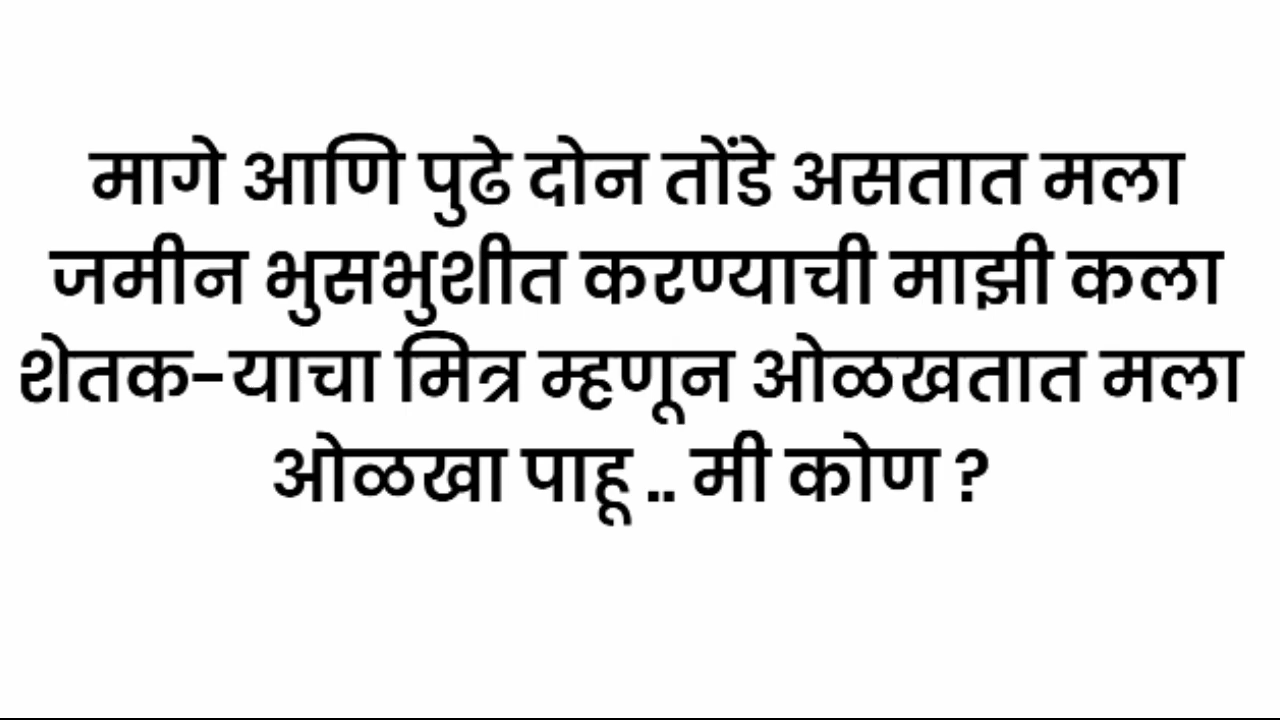 मागे आणि पुढे दोन तोंडे असतात मला
जमीन भुसभुशीत करण्याची माझी कला
शेतक-याचा मित्र म्हणून ओळखतात मला
ओळखा पाहू .. मी कोण ?